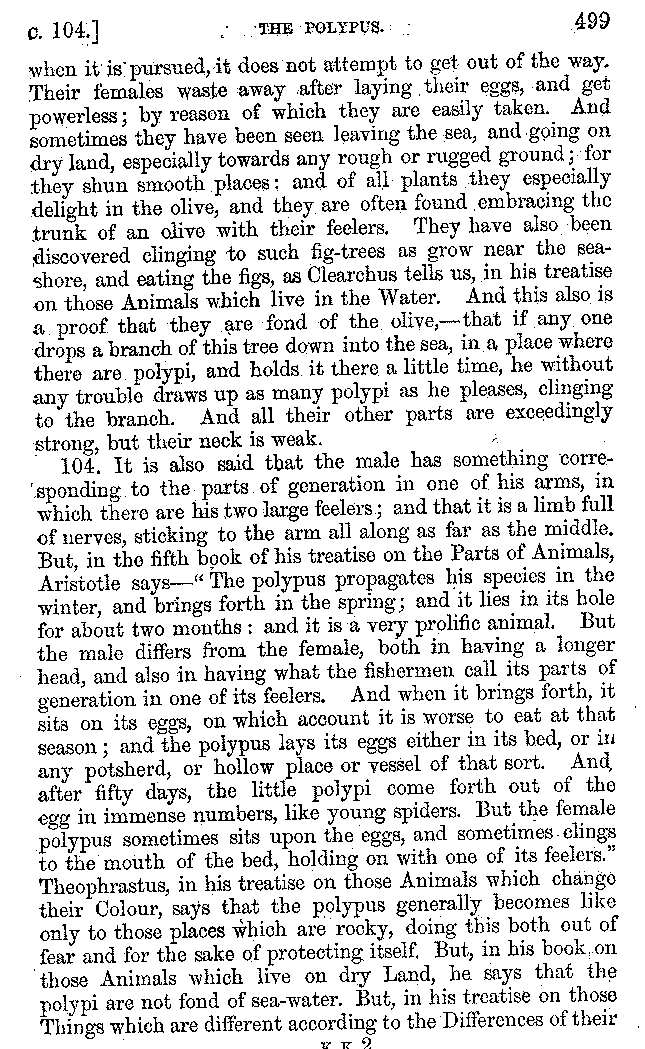 c. 104.] THE POLYPUS. 499
when it is pursued, it does not attempt to get out of the way.
Their females waste away after laying their eggs, and get
powerless; by reason of which they are easily taken. And
sometimes they have been seen leaving the sea, and going on
dry land, especially towards any rough or rugged ground; for
they shun smooth places: and of all plants they especially
delight in the olive, and they are often found embracing the
trunk of an olive with their feelers. They have also been
discovered clinging to such fig-trees as grow near the sea-
shore, and eating the figs, as Clearchus tells us, in his treatise
on those Animals which live in the Water. And this also is
a proof that they are fond of the olive,—that if any one
drops a branch of this tree down into the sea, in a place where
there are polypi, and holds it there a little time, he without
any trouble draws up as many polypi as he pleases, clinging
to the branch. And all their other parts are exceedingly
strong, but their neck is weak.
104. It is also said that the male has something corre-
sponding to the parts of generation in one of his arms, in
which there are his two large feelers; and that it is a limb full
of nerves, sticking to the arm all along as far as the middle.
But, in the fifth book of his treatise on the Parts of Animals,
Aristotle says—“ The polypus propagates his species in the
winter, and brings forth in the spring; and it lies in its hole
for about two months: and it is a very prolific animal. But
the male differs from the female, both in having a longer
head, and also in having what the fishermen call its parts of
generation in one of its feelers. And when it brings forth, it
sits on its eggs, on which account it is worse to eat at that
season; and the polypus lays its eggs either in its bed, or in
any potsherd, or hollow place or vessel of that sort. And,
after fifty days, the little polypi come forth out of the
egg in immense numbers, like young spiders. But the female
polypus sometimes sits upon the eggs, and sometimes clings
to the mouth of the bed, holding on with one of its feelers.”
Theophrastus, in his treatise on those Animals which change
their Colour, says that the polypus generally becomes like
only to those places which are rocky, doing this both out of
fear and for the sake of protecting itself. But, in his book on
those Animals which live on dry Land, he says that the
polypi are not fond of sea-water. But, in his treatise on those
Things which are different according to the Differences of their
K K 2